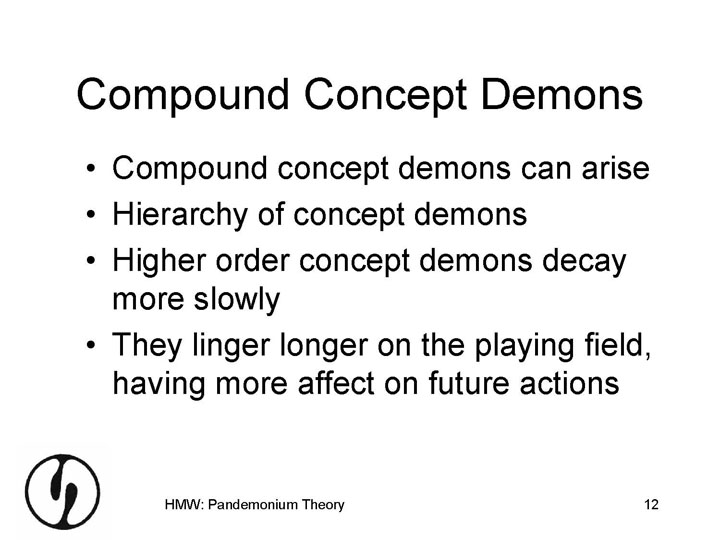 Compound Concept Demons
• Compound concept demons can arise
• Hierarchy of concept demons
• Higher order concept demons decay
more slowly
• They linger longer on the playing field,
having more affect on future actions
HMW: Pandemonium Theory
12